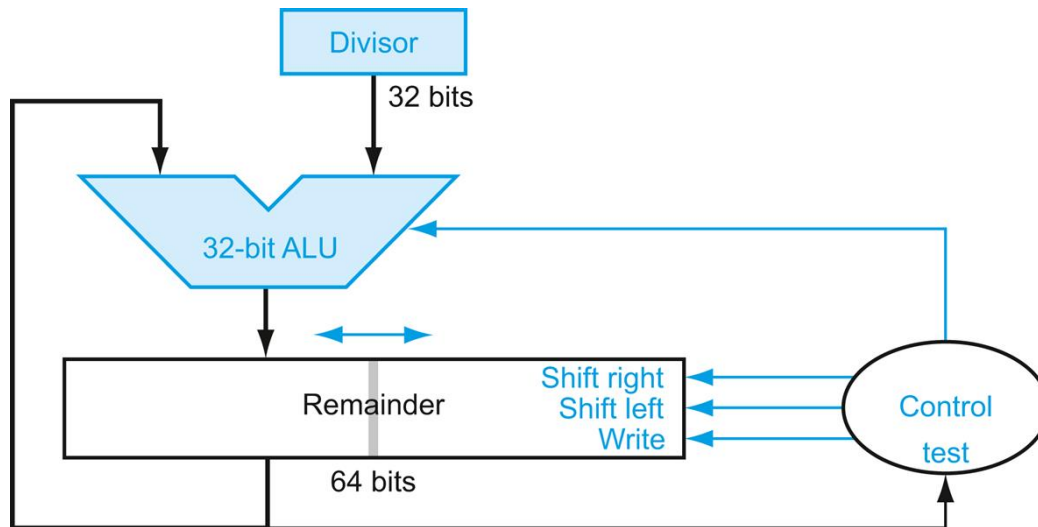 Divisor
32 bits
32-bit ALU
Remainder
Shift right
Shift left
Write
64 bits
Control
test